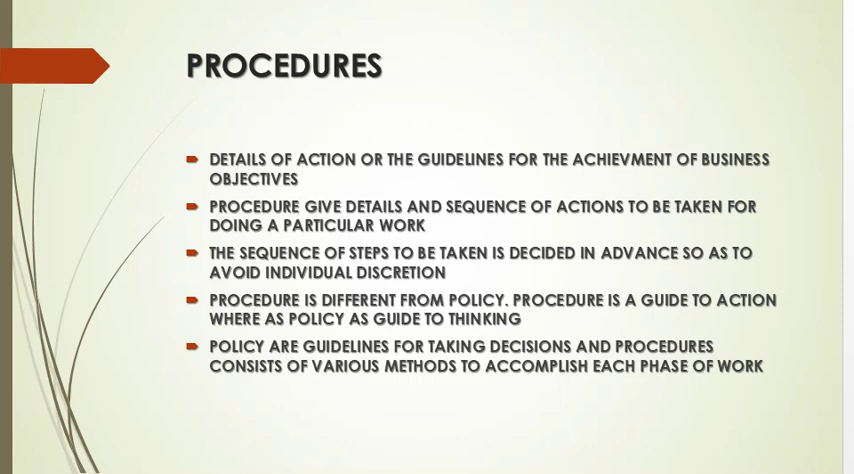 PROCEDURES
DETAILS OF ACTION OR THE GUIDELINES FOR THE ACHIEVMENT OF BUSINESS
OBJECTIVES
PROCEDURE GIVE DETAILS AND SEQUENCE OF ACTIONS TO BE TAKEN FOR
DOING A PARTICULAR WORK
THE SEQUENCE OF STEPS TO BE TAKEN IS DECIDED IN ADVANCE SO AS TO
AVOID INDIVIDUAL DISCRETION
PROCEDURE IS DIFFERENT FROM POLICY. PROCEDURE IS A GUIDE TO ACTION
WHERE AS POLICY AS GUIDE TO THINKING
POLICY ARE GUIDELINES FOR TAKING DECISIONS AND PROCEDURES
CONSISTS OF VARIOUS METHODS TO ACCOMPLISH EACH PHASE OF WORK